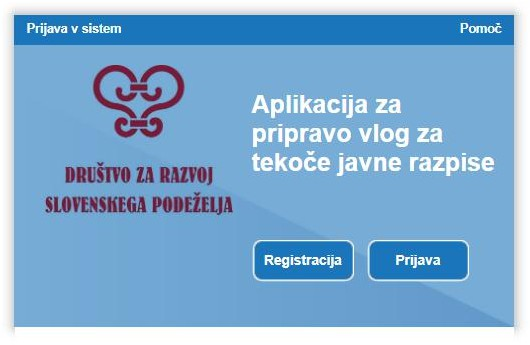 Prijava v sistem
Pomoč
DRUŠTVO ZA RAZVOJ
SLOVENSKEGA PODEŽELJA
Aplikacija za
pripravo vlog za
tekoče javne razpise
Registracija
Prijava